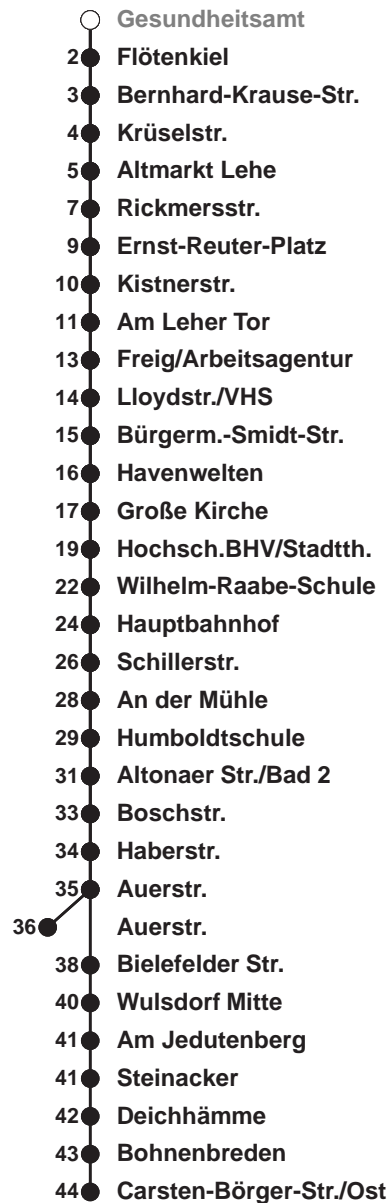 Gesundheitsamt
2 Flötenkiel
3 Bernhard-Krause-Str.
4 Krüselstr.
5 Altmarkt Lehe
7 Rickmersstr.
9 Ernst-Reuter-Platz
10 Kistnerstr.
11 Am Leher Tor
13 Freig/Arbeitsagentur
14 Lloydstr./VHS
15 Bürgerm.-Smidt-Str.
16 Havenwelten
17 Große Kirche
19 Hochsch.BHV/Stadtth.
22 Wilhelm-Raabe-Schule
24 Hauptbahnhof
26 Schillerstr.
28 An der Mühle
29 Humboldtschule
31 Altonaer Str./Bad 2
33 Boschstr.
34 Haberstr.
35 Auerstr.
36 Auerstr.
38 Bielefelder Str.
40 Wulsdorf Mitte
41 Am Jedutenberg
41 Steinacker
42 Deichhämme
43 Bohnenbreden
44 Carsten-Börger-Str./Ost